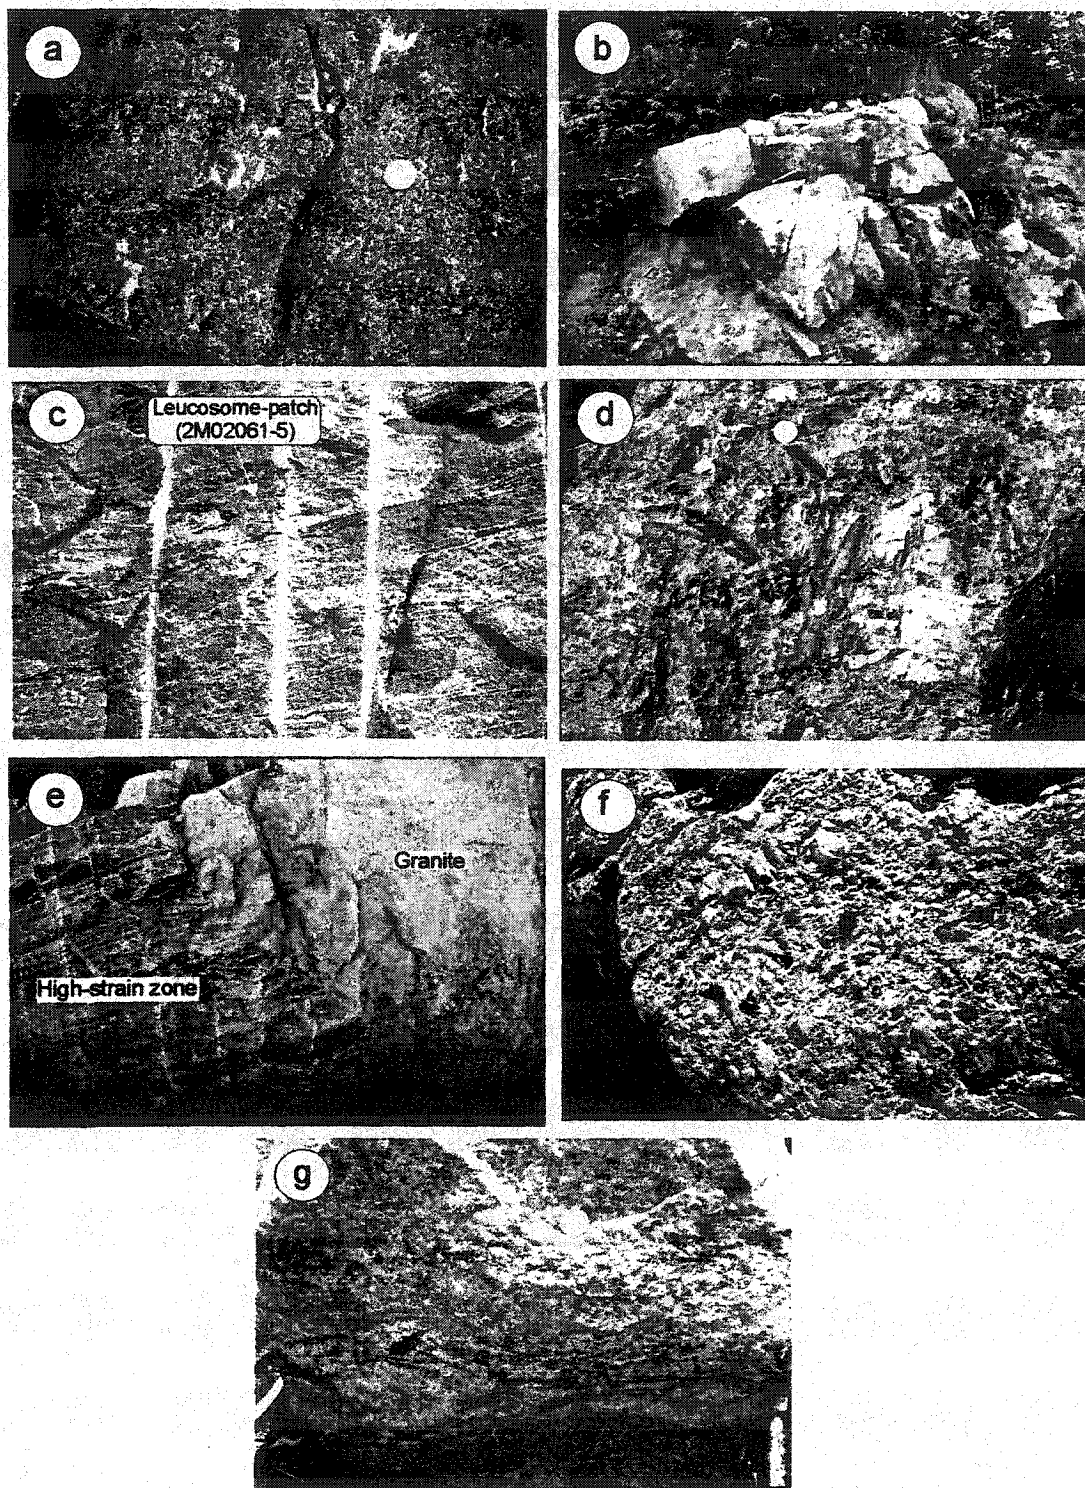 a
b
c
Leucosome-patch
(2M02061-5)
d
e
Granite
High-strain zone
f
g